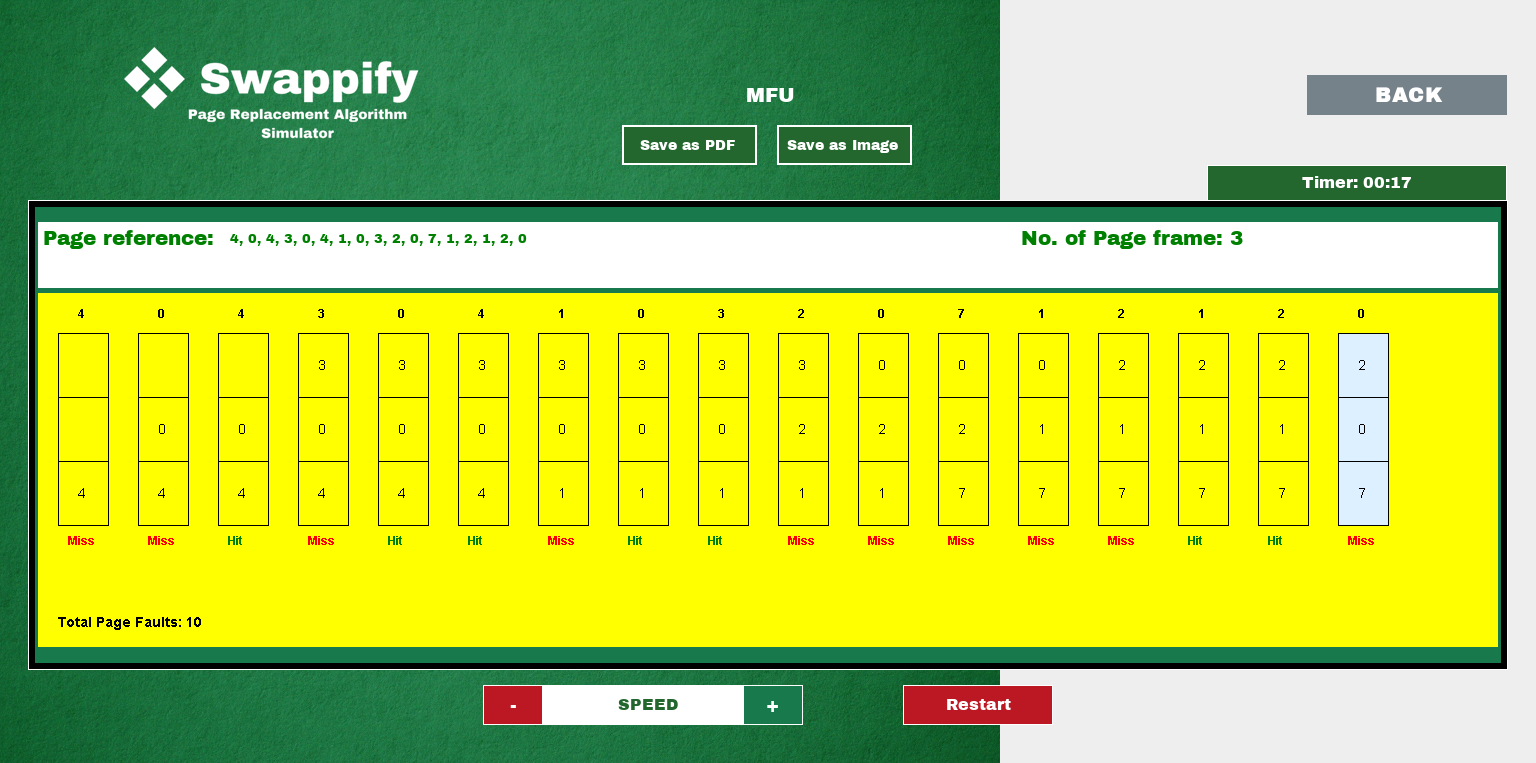 Swappify
Page Replacement Algorithm
Simulator
MFU
BACK
Save as PDF Save as Image
Timer: 00:17
Page reference: 4, 0, 4, 3, 0, 4, 1, 0, 3, 2, 0, 7, 1, 2, 1, 2, 0 No. of Page frame: 3
4 0 4 3 0 4 1 0 3 2 0 7 1 2 1 2 0
3 3 3 3 3 3 3 0 0 0 2 2 2 2
0 0 0 0 0 0 0 0 2 2 2 1 1 1 1 0
4 4 4 4 4 4 1 1 1 1 1 7 7 7 7 7 7
Miss Miss Hit Miss Hit Hit Miss Hit Hit Miss Miss Miss Miss Miss Hit Hit Miss
Total Page Faults: 10
- SPEED + Restart